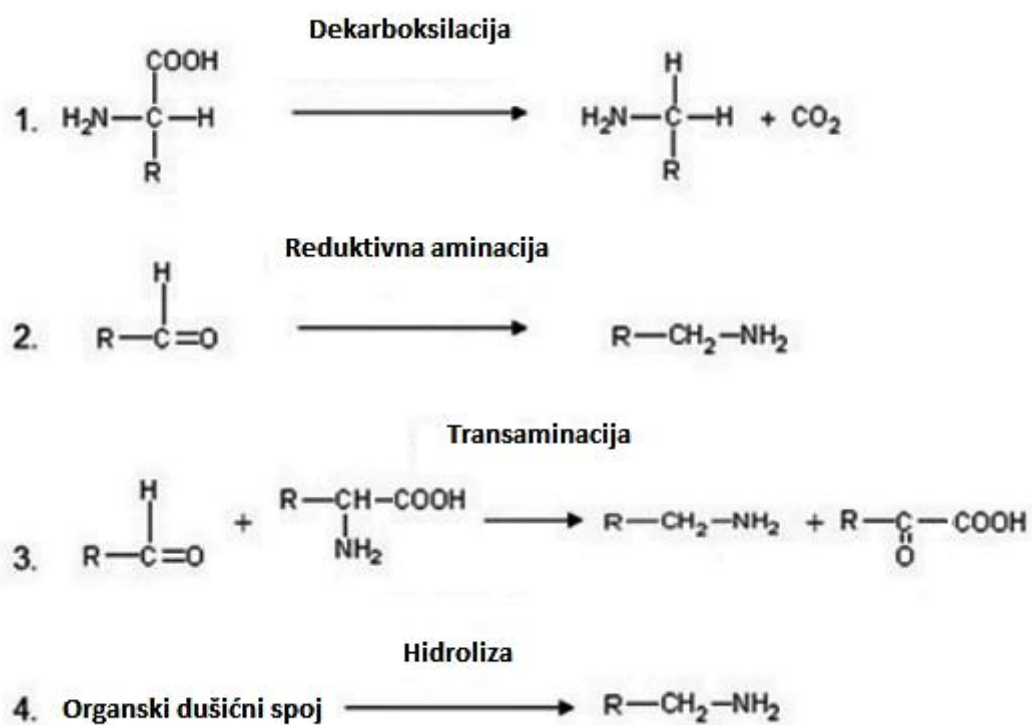 Dekarboksilacija
COOH
1. H₂N—C—H
R
H
H₂N—C—H + CO₂
R
Reduktivna aminacija
H
2. R—C=O
R—CH₂—NH₂
Transaminacija
H
3. R—C=O + R—CH—COOH
NH₂
R—CH₂—NH₂ + R—C—COOH
O
Hidroliza
4. Organski dušićni spoj
R—CH₂—NH₂